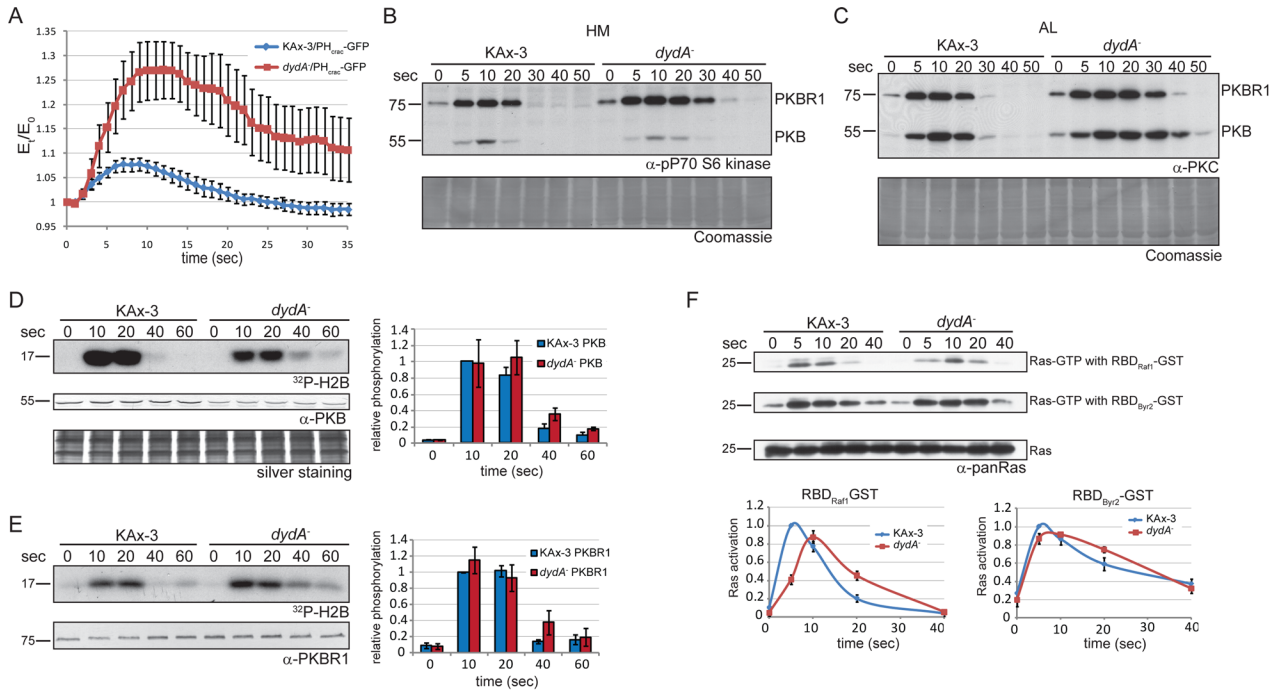 A
KAx-3/PHcrac-GFP
dydA-/PHcrac-GFP
Et/E0
1.35
1.3
1.25
1.2
1.15
1.1
1.05
1
0.95
0 5 10 15 20 25 30 35
time (sec)
B
HM
KAx-3 dydA-
sec 0 5 10 20 30 40 50 0 5 10 20 30 40 50
75 PKBR1
55 PKB
α-pP70 S6 kinase
Coomassie
C
AL
KAx-3 dydA-
sec 0 5 10 20 30 40 50 0 5 10 20 30 40 50
75 PKBR1
55 PKB
α-PKC
Coomassie
D
KAx-3 dydA-
sec 0 10 20 40 60 0 10 20 40 60
17
32P-H2B
55
α-PKB
silver staining
relative phosphorylation
1.4
1.2
1
0.8
0.6
0.4
0.2
0
KAx-3 PKB
dydA- PKB
0 10 20 40 60
time (sec)
E
KAx-3 dydA-
sec 0 10 20 40 60 0 10 20 40 60
17
32P-H2B
75
α-PKBR1
relative phosphorylation
1.4
1.2
1
0.8
0.6
0.4
0.2
0
KAx-3 PKBR1
dydA- PKBR1
0 10 20 40 60
time (sec)
F
KAx-3 dydA-
sec 0 5 10 20 40 0 5 10 20 40
25 Ras-GTP with RBDRaf1-GST
25 Ras-GTP with RBDByr2-GST
25 Ras
α-panRas
RBDRaf1GST
Ras activation
1.2
1.0
0.8
0.6
0.4
0.2
0
KAx-3
dydA-
0 10 20 30 40
time (sec)
RBDByr2-GST
Ras activation
1.2
1.0
0.8
0.6
0.4
0.2
0
KAx-3
dydA-
0 10 20 30 40
time (sec)